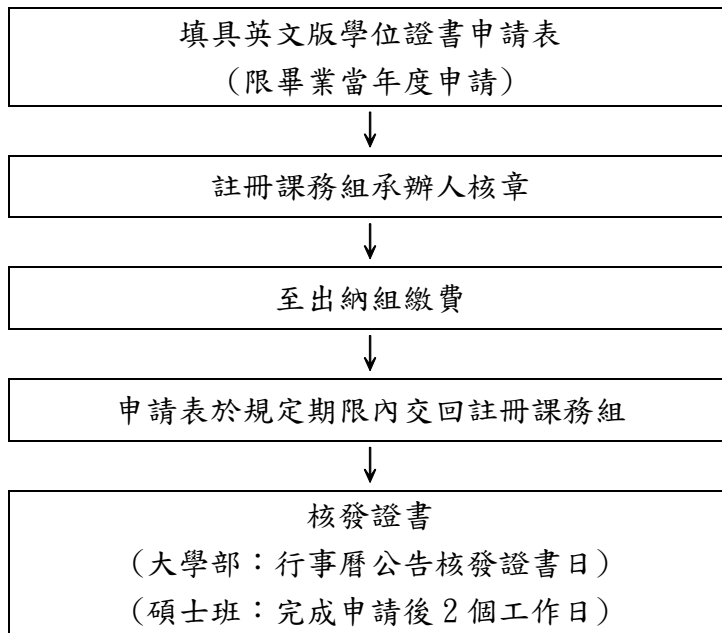 填具英文版學位證書申請表
(限畢業當年度申請)
註冊課務組承辦人核章
至出納組繳費
申請表於規定期限內交回註冊課務組
核發證書
(大學部：行事曆公告核發證書日)
(碩士班：完成申請後 2 個工作日)